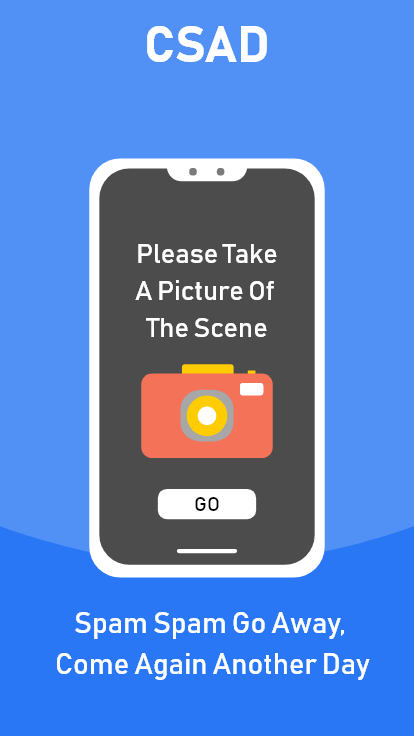 CSAD
Please Take
A Picture Of
The Scene
GO
Spam Spam Go Away,
Come Again Another Day